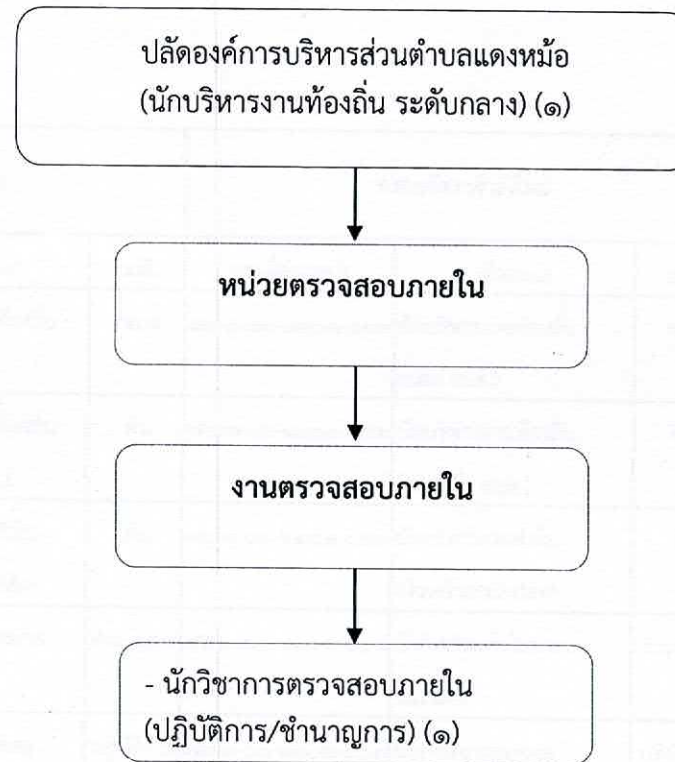 ปลัดองค์การบริหารส่วนตำบลแดงหม้อ
(นักบริหารงานท้องถิ่น ระดับกลาง) (๑)
หน่วยตรวจสอบภายใน
งานตรวจสอบภายใน
- นักวิชาการตรวจสอบภายใน
(ปฏิบัติการ/ชำนาญการ) (๑)